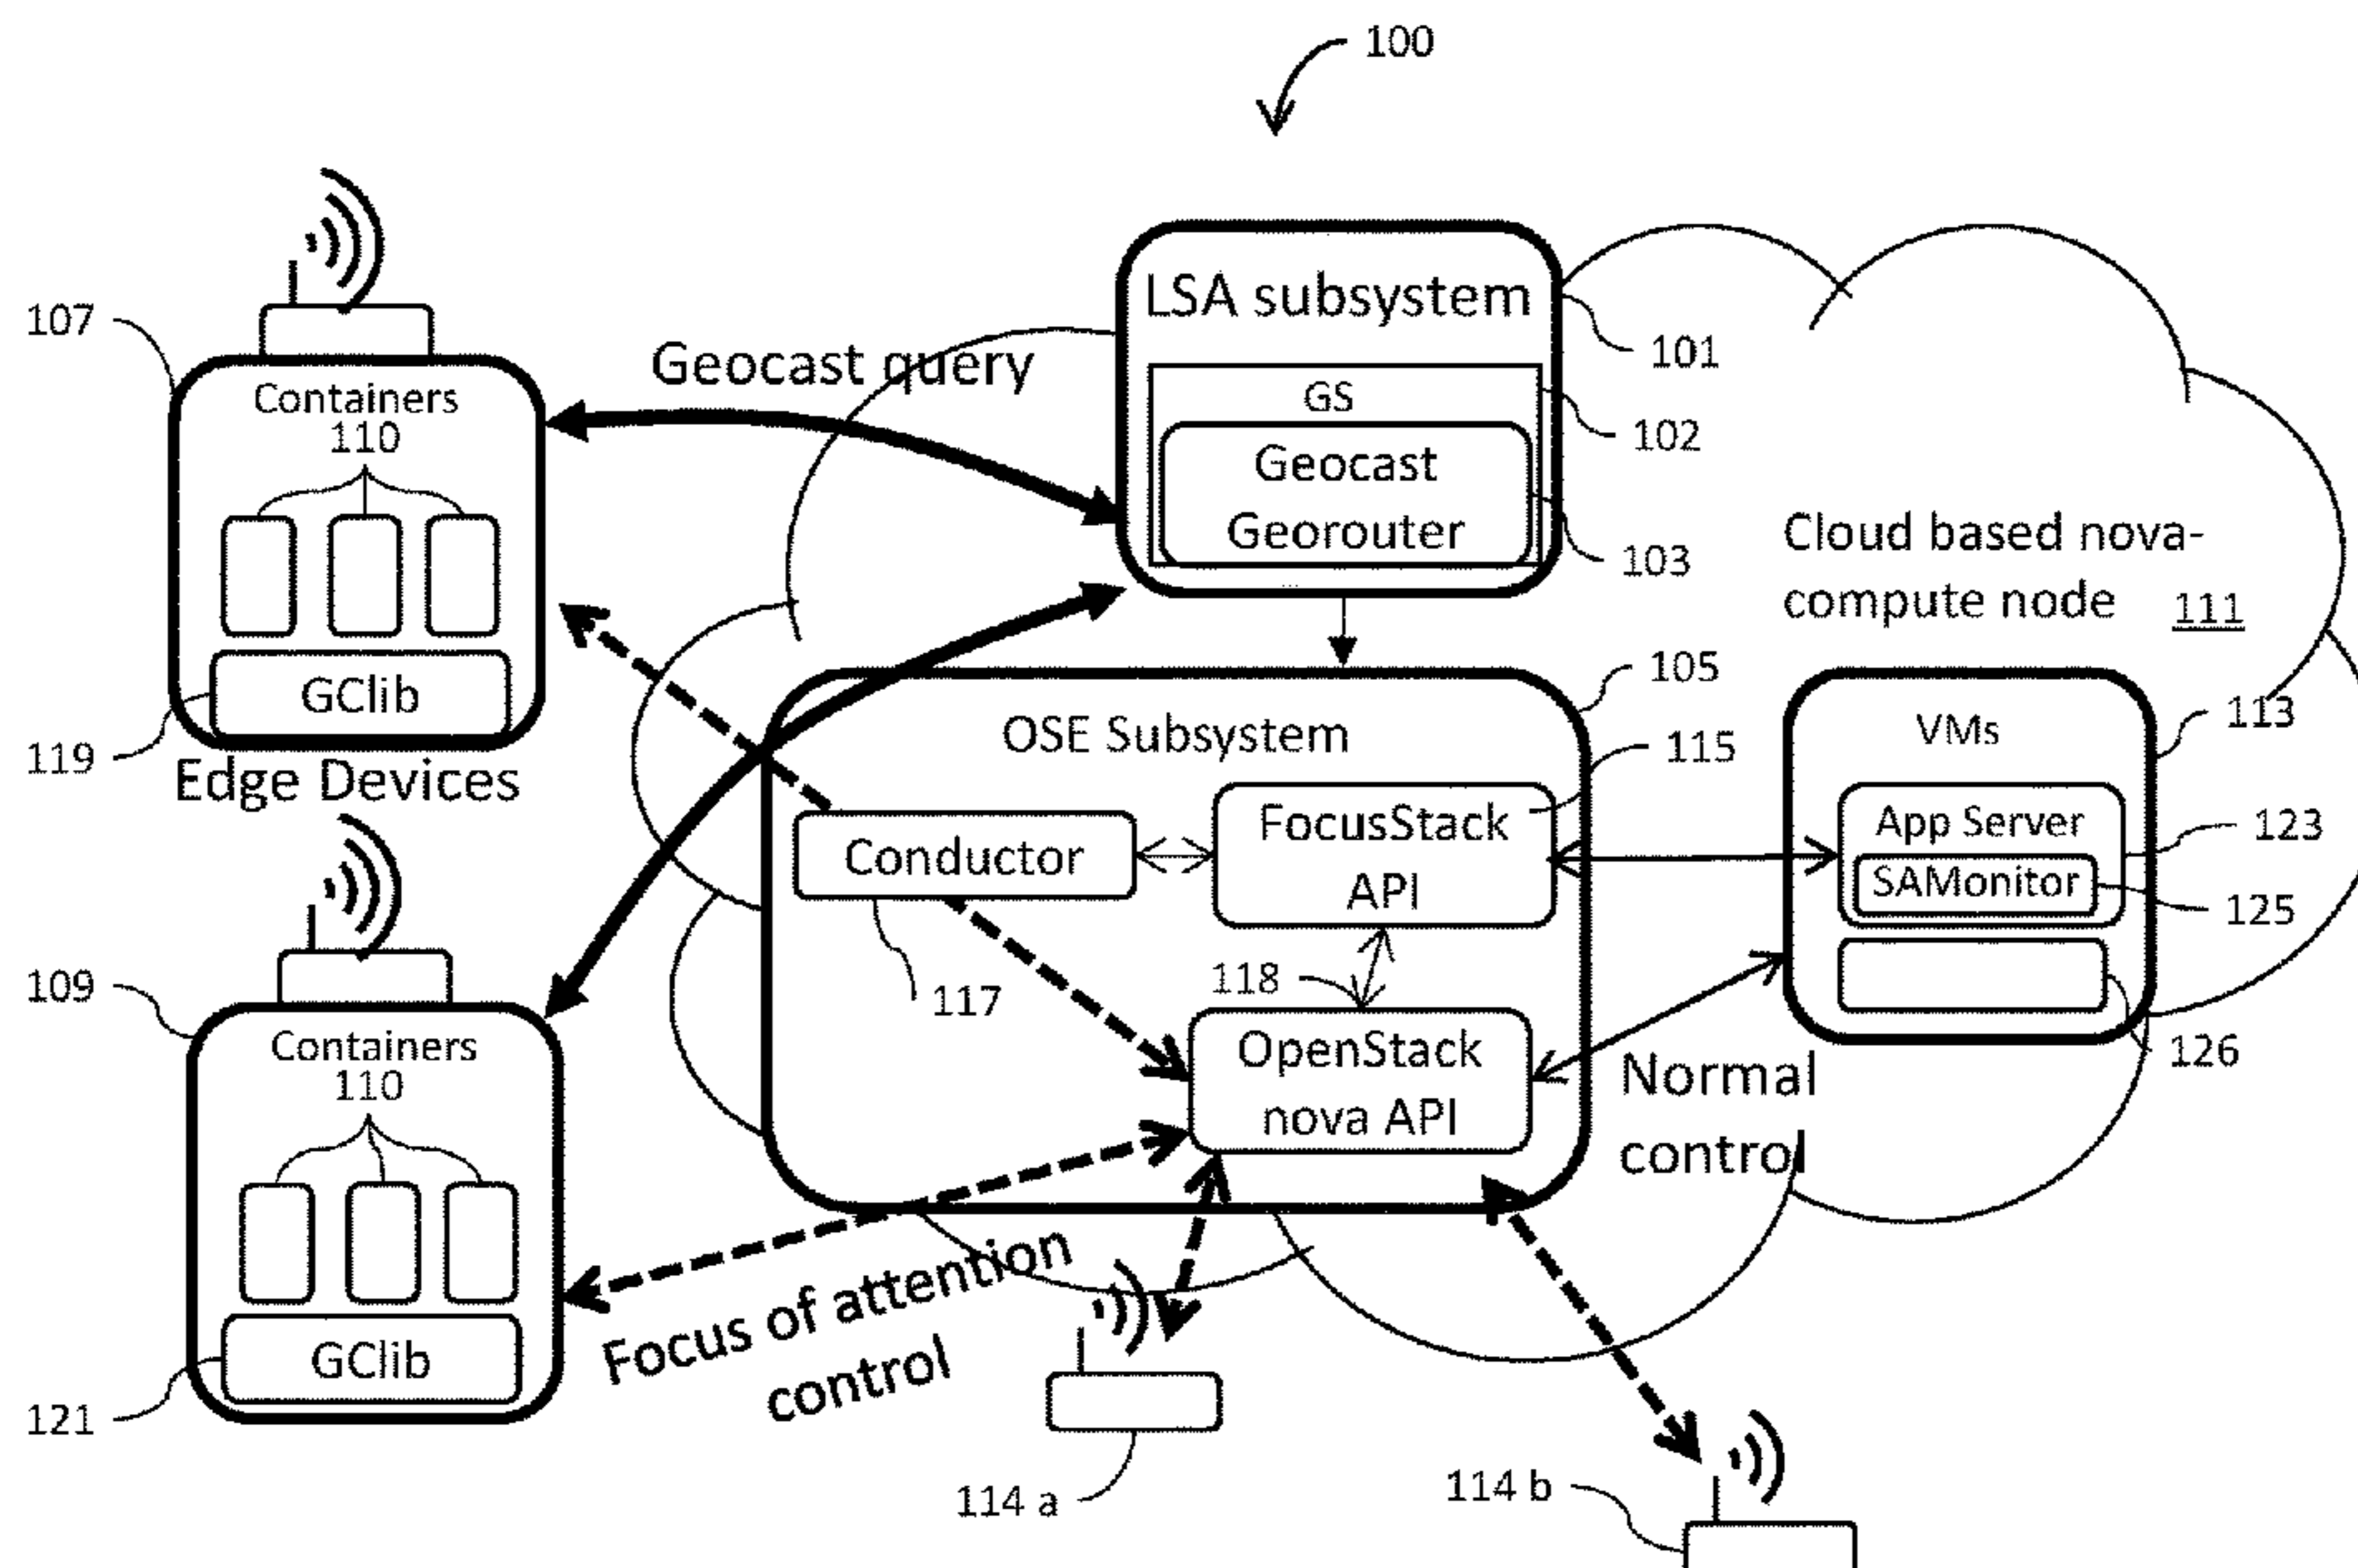 100
107
Containers
110
GClib
119
Edge Devices
Geocast query
LSA subsystem
101
GS
102
Geocast
Georouter
103
Cloud based nova-
compute node 111
105
OSE Subsystem
115
Conductor
117
FocusStack
API
118
OpenStack
nova API
VMs
113
App Server
123
SAMonitor
125
126
Normal
control
109
Containers
110
GClib
121
Focus of attention
control
114 a
114 b